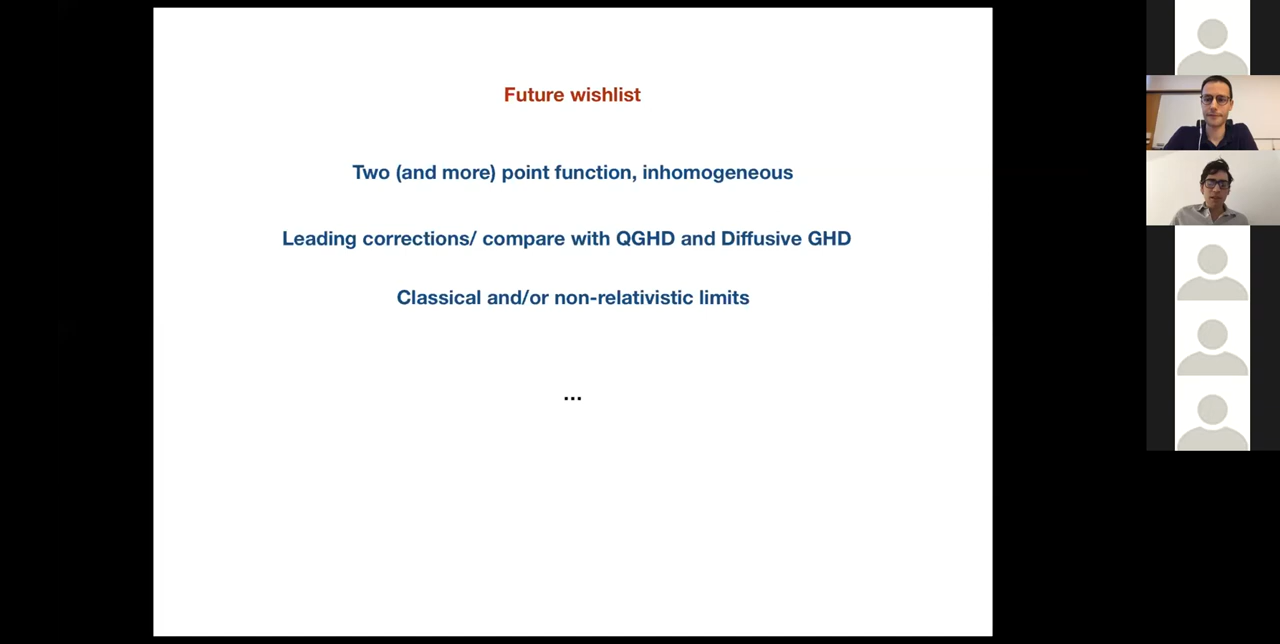 Future wishlist
Two (and more) point function, inhomogeneous
Leading corrections/ compare with QGHD and Diffusive GHD
Classical and/or non-relativistic limits
...